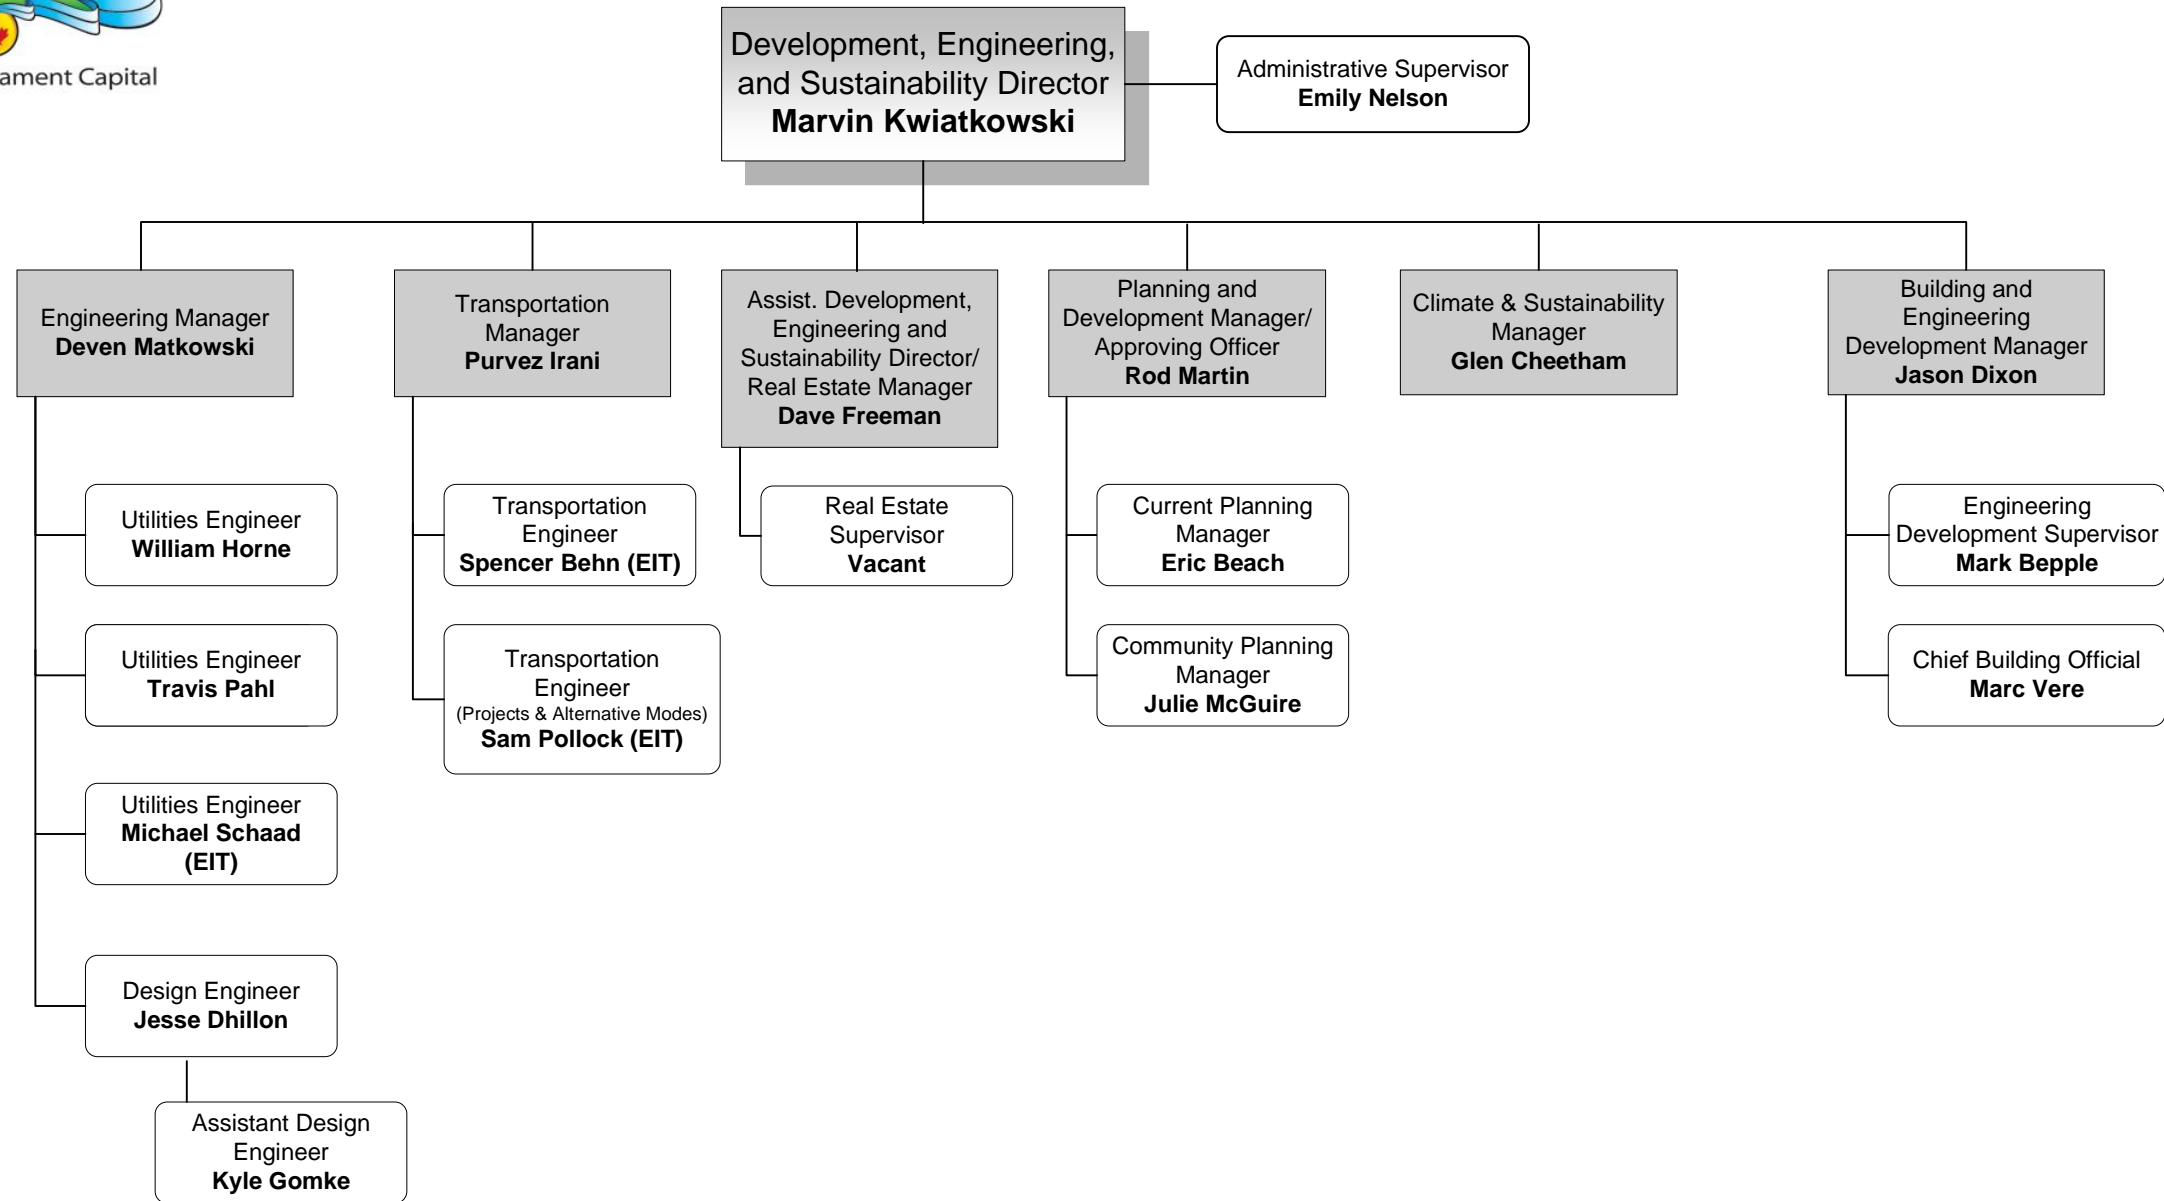 ament Capital
Development, Engineering,
and Sustainability Director
Marvin Kwiatkowski
Administrative Supervisor
Emily Nelson
Engineering Manager
Deven Matkowski
Transportation
Manager
Purvez Irani
Assist. Development,
Engineering and
Sustainability Director/
Real Estate Manager
Dave Freeman
Planning and
Development Manager/
Approving Officer
Rod Martin
Climate & Sustainability
Manager
Glen Cheetham
Building and
Engineering
Development Manager
Jason Dixon
Utilities Engineer
William Horne
Utilities Engineer
Travis Pahl
Utilities Engineer
Michael Schaad
(EIT)
Design Engineer
Jesse Dhillon
Assistant Design
Engineer
Kyle Gomke
Transportation
Engineer
Spencer Behn (EIT)
Transportation
Engineer
(Projects & Alternative Modes)
Sam Pollock (EIT)
Real Estate
Supervisor
Vacant
Current Planning
Manager
Eric Beach
Community Planning
Manager
Julie McGuire
Engineering
Development Supervisor
Mark Bepple
Chief Building Official
Marc Vere